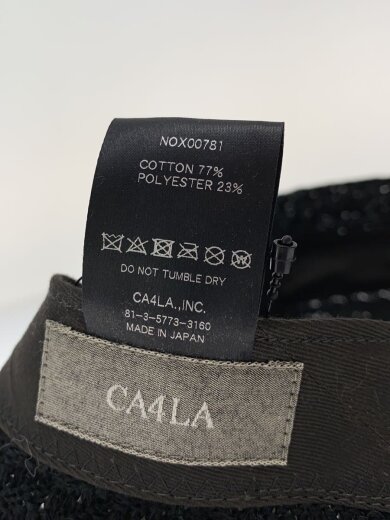 NOX00781
COTTON 77%
POLYESTER 23%
DO NOT TUMBLE DRY
CA4LA.,INC.
81-3-5773-3160
MADE IN JAPAN
CA4LA